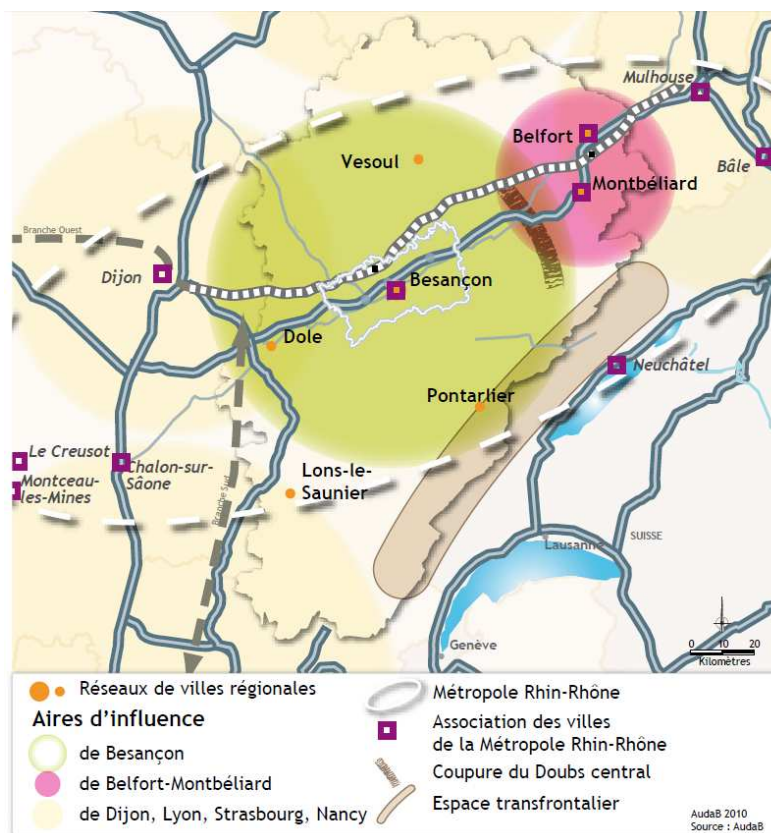 Mulhouse
Belfort
Vesoul
Bâle
Montbéliard
Branche Ouest
Dijon
Besançon
Dole
Neuchâtel
Pontarlier
Le Creusot
Chalon-sur-
Saône
Montceau-
les-Mines
Lons-le-
Saunier
Branche Sud
Lausanne
SUISSE
Genève
0 10 20
Kilomètres
Réseaux de villes régionales
Aires d'influence
de Besançon
de Belfort-Montbéliard
de Dijon, Lyon, Strasbourg, Nancy
Métropole Rhin-Rhône
Association des villes
de la Métropole Rhin-Rhône
Coupure du Doubs central
Espace transfrontalier
AudaB 2010
Source : AudaB